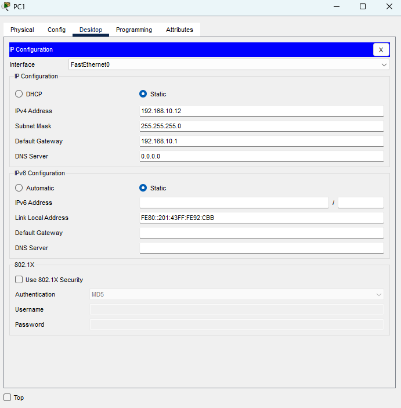 PC1
Physical Config Desktop Programming Attributes
IP Configuration X
Interface FastEthernet0
IP Configuration
DHCP Static
IPv4 Address 192.168.10.12
Subnet Mask 255.255.255.0
Default Gateway 192.168.10.1
DNS Server 0.0.0.0
IPv6 Configuration
Automatic Static
IPv6 Address /
Link Local Address FE80::201:43FF:FE92:CBB
Default Gateway
DNS Server
802.1X
Use 802.1X Security
Authentication MD5
Username
Password
Top